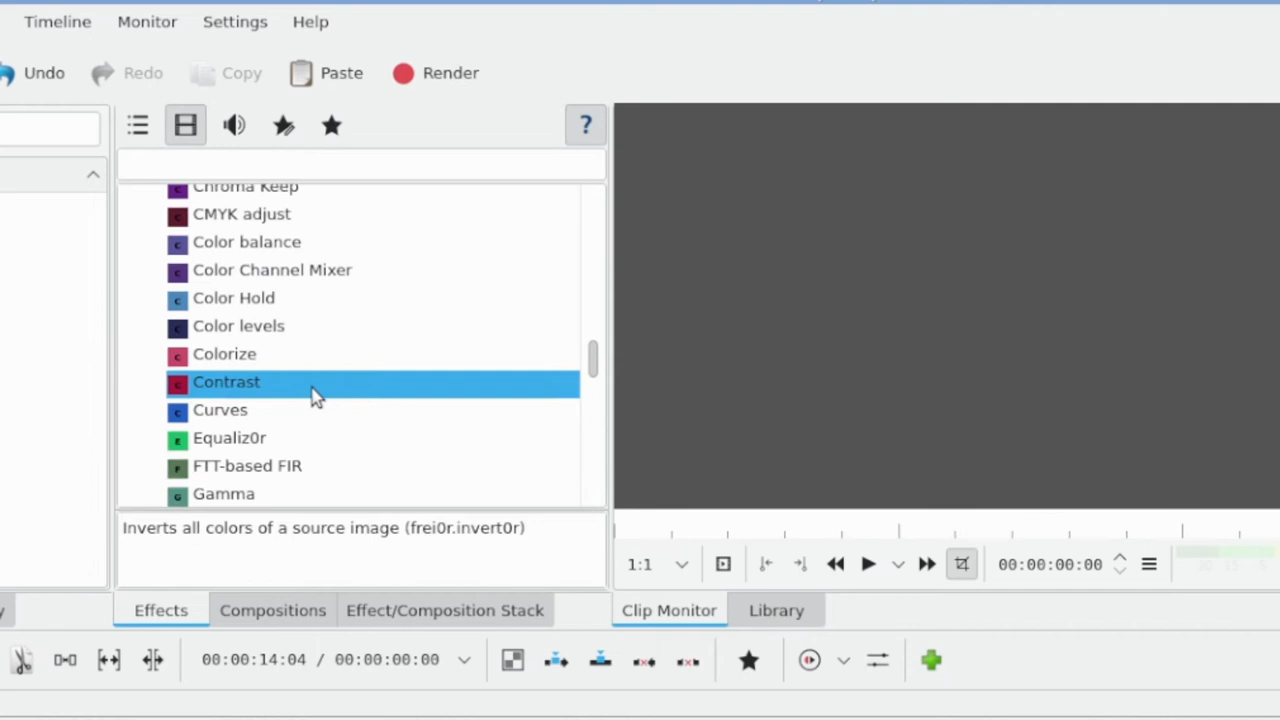 Timeline Monitor Settings Help
Undo Redo Copy Paste Render
?
Chroma Keep
c CMYK adjust
c Color balance
c Color Channel Mixer
c Color Hold
c Color levels
c Colorize
c Contrast
c Curves
E Equaliz0r
F FTT-based FIR
G Gamma
Inverts all colors of a source image (frei0r.invert0r)
1:1 00:00:00:00
Effects Compositions Effect/Composition Stack Clip Monitor Library
00:00:14:04 / 00:00:00:00